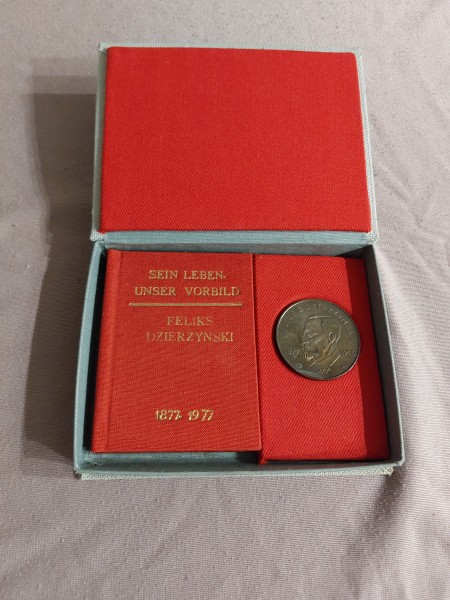 SEIN LEBEN-
UNSER VORBILD
FELIKS
DZIERZYNSKI
1877-1977